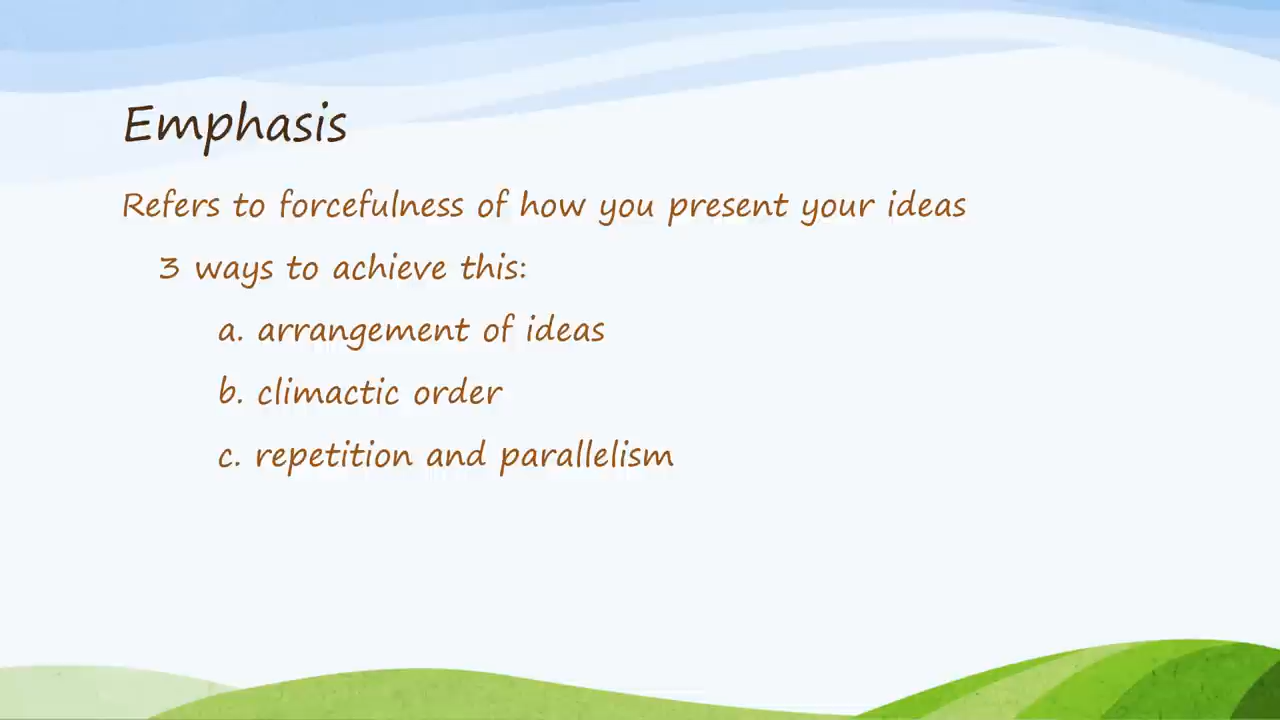 Emphasis
Refers to forcefulness of how you present your ideas
3 ways to achieve this:
a. arrangement of ideas
b. climactic order
c. repetition and parallelism